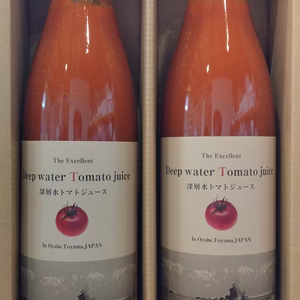 The Excellent
Deep water Tomato juice
深層水トマトジュース
In Oyabe,Toyama,JAPAN
The Excellent
Deep water Tomato juice
深層水トマトジュース
In Oyabe,Toyama,JAPAN